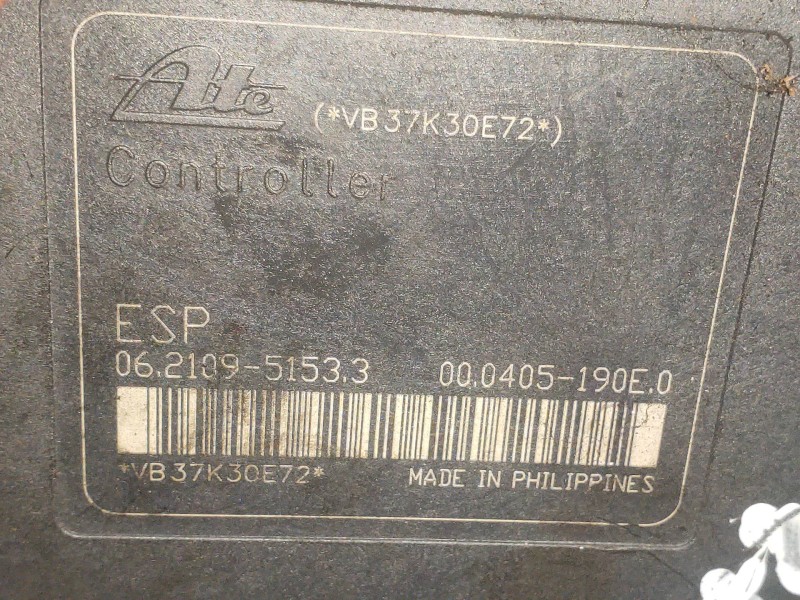 Ate (*VB37K30E72*)
Controller
ESP
06.2109-5153.3 00.0405-190E.0
*VB37K30E72* MADE IN PHILIPPINES